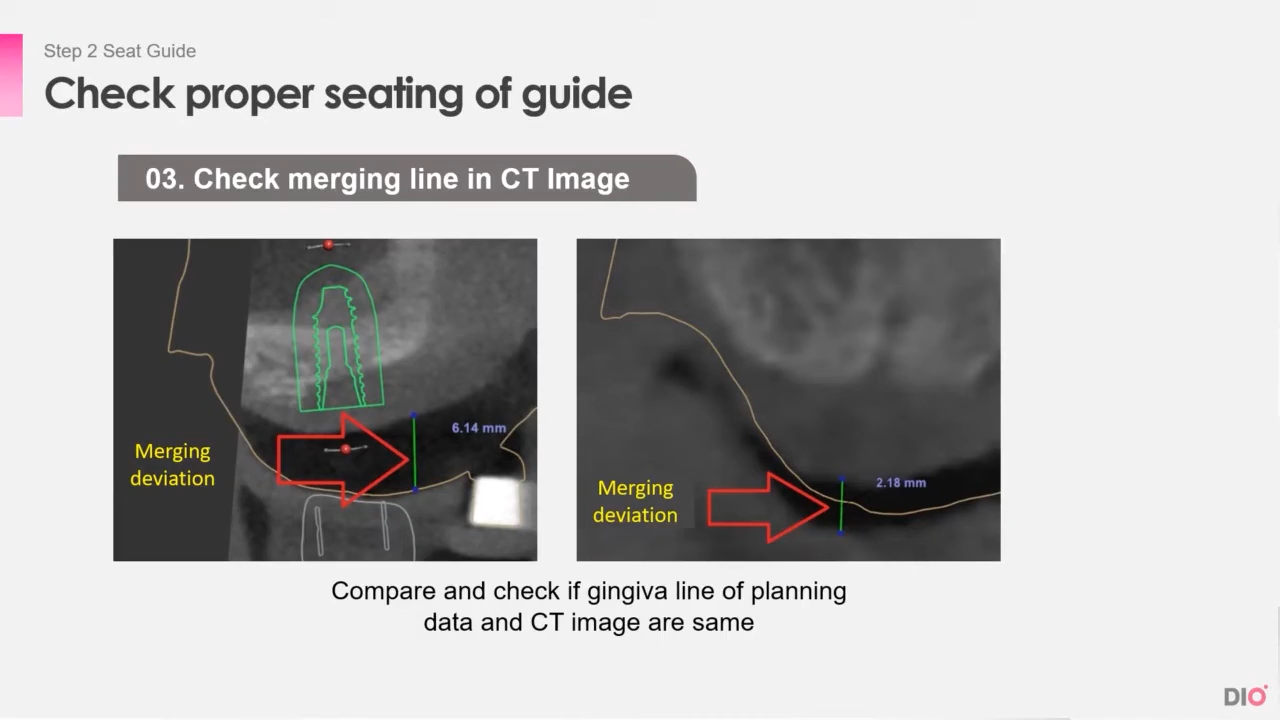 Step 2 Seat Guide
Check proper seating of guide
03. Check merging line in CT Image
6.14 mm
Merging
deviation
2.18 mm
Merging
deviation
Compare and check if gingiva line of planning
data and CT image are same
DIO